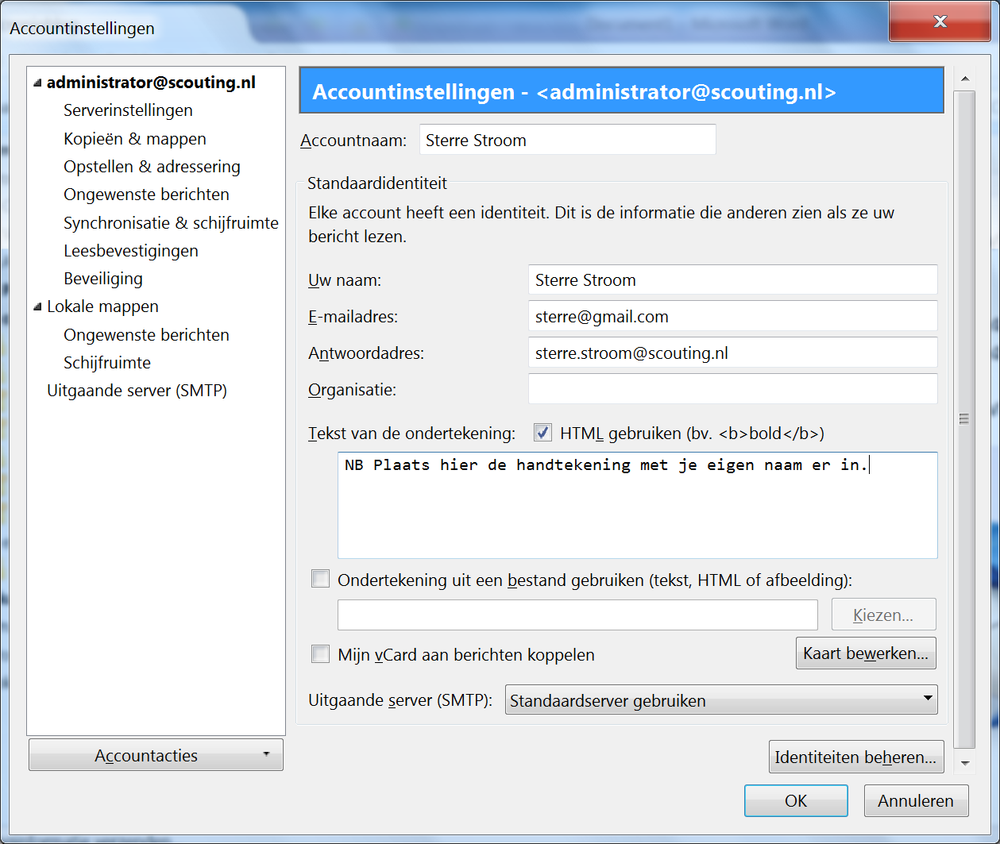 Accountinstellingen
administrator@scouting.nl
Serverinstellingen
Kopieën & mappen
Opstellen & adressering
Ongewenste berichten
Synchronisatie & schijfruimte
Leesbevestigingen
Beveiliging
Lokale mappen
Ongewenste berichten
Schijfruimte
Uitgaande server (SMTP)
Accountacties
Accountinstellingen - <administrator@scouting.nl>
Accountnaam: Sterre Stroom
Standaardidentiteit
Elke account heeft een identiteit. Dit is de informatie die anderen zien als ze uw
bericht lezen.
Uw naam: Sterre Stroom
E-mailadres: sterre@gmail.com
Antwoordadres: sterre.stroom@scouting.nl
Organisatie:
Tekst van de ondertekening: HTML gebruiken (bv. <b>bold</b>)
NB Plaats hier de handtekening met je eigen naam er in.
Ondertekening uit een bestand gebruiken (tekst, HTML of afbeelding):
Kiezen...
Mijn vCard aan berichten koppelen Kaart bewerken...
Uitgaande server (SMTP): Standaardserver gebruiken
Identiteiten beheren...
OK Annuleren